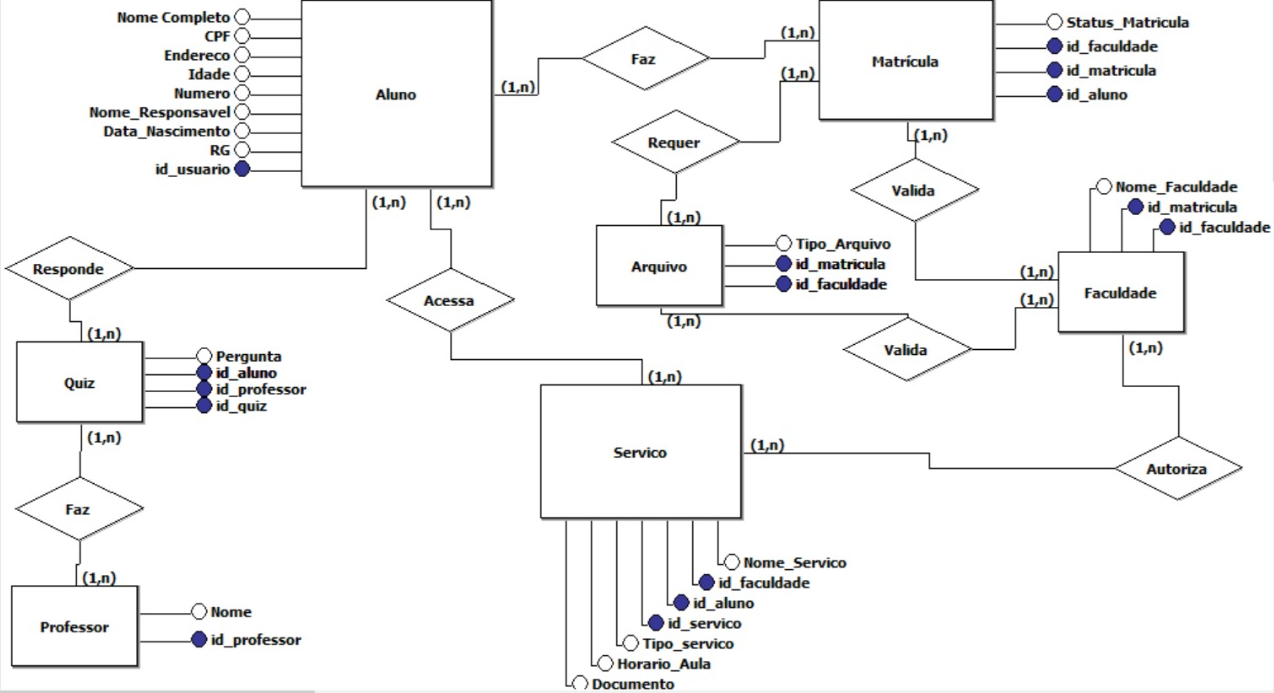 Nome Completo
CPF
Endereco
Idade
Numero
Nome_Responsavel
Data_Nascimento
RG
id_usuario
Aluno
(1,n)
Faz
(1,n)
(1,n)
Matrícula
Status_Matricula
id_faculdade
id_matricula
id_aluno
Requer
(1,n)
Valida
(1,n)
(1,n)
Nome_Faculdade
id_matricula
id_faculdade
(1,n)
Arquivo
Tipo_Arquivo
id_matricula
id_faculdade
(1,n)
(1,n)
(1,n)
Faculdade
(1,n)
Valida
Responde
Acessa
(1,n)
Quiz
Pergunta
id_aluno
id_professor
id_quiz
(1,n)
(1,n)
Servico
(1,n)
Autoriza
Faz
(1,n)
Professor
Nome
id_professor
Nome_Servico
id_faculdade
id_aluno
id_servico
Tipo_servico
Horario_Aula
Documento